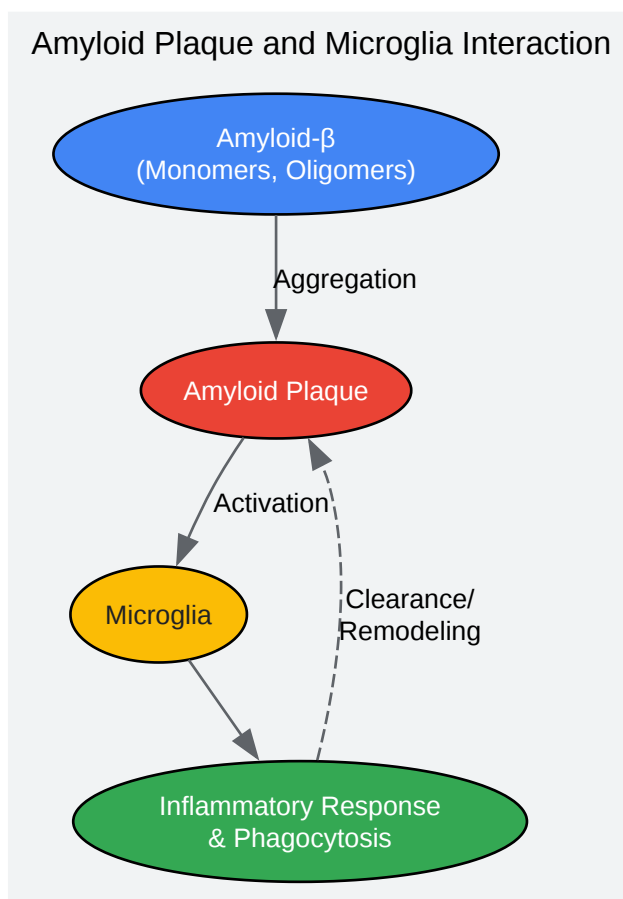 Amyloid Plaque and Microglia Interaction
Amyloid-β
(Monomers, Oligomers)
Aggregation
Amyloid Plaque
Activation
Microglia
Clearance/
Remodeling
Inflammatory Response
& Phagocytosis